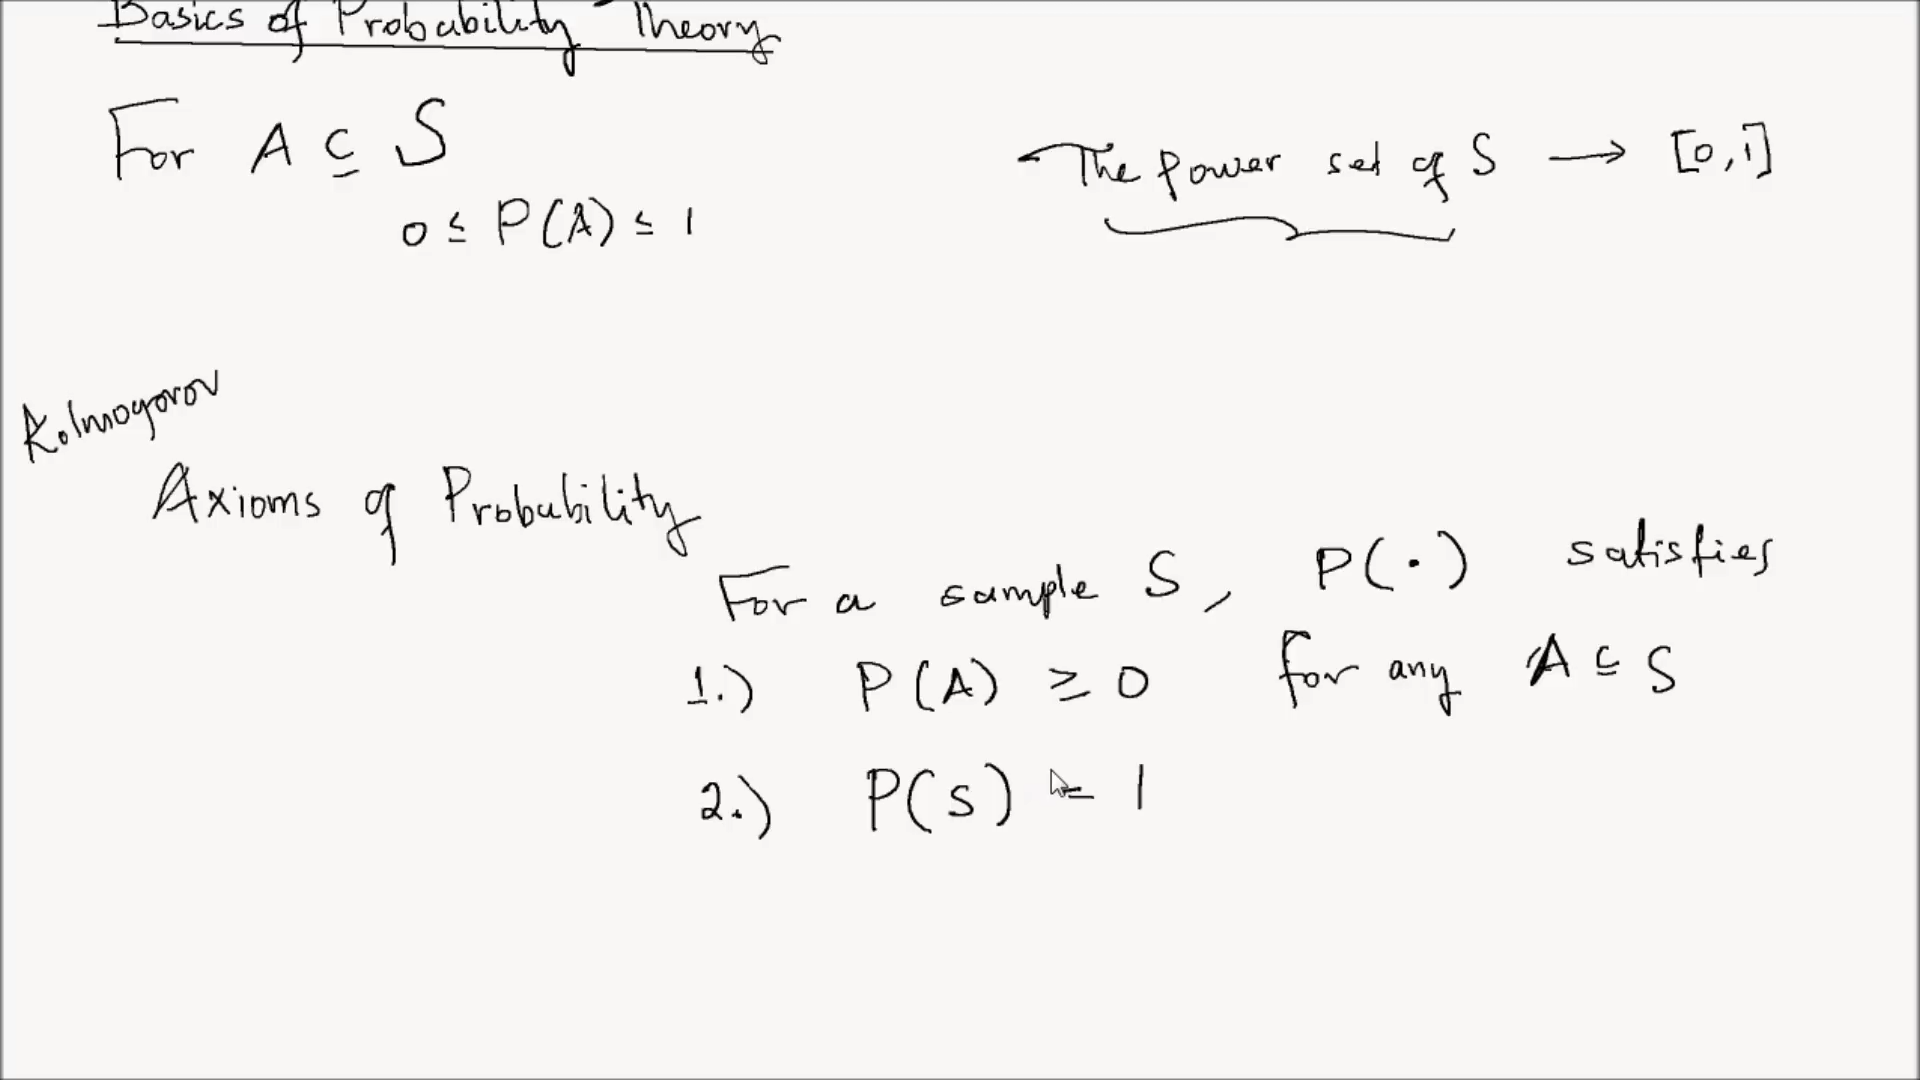 Basics of Probability Theory
For A ⊆ S
The power set of S → [0,1]
0 ≤ P(A) ≤ 1
Kolmogorov
Axioms of Probability
For a sample S, P(·) satisfies
1.) P(A) ≥ 0 for any A ⊆ S
2.) P(S) = 1